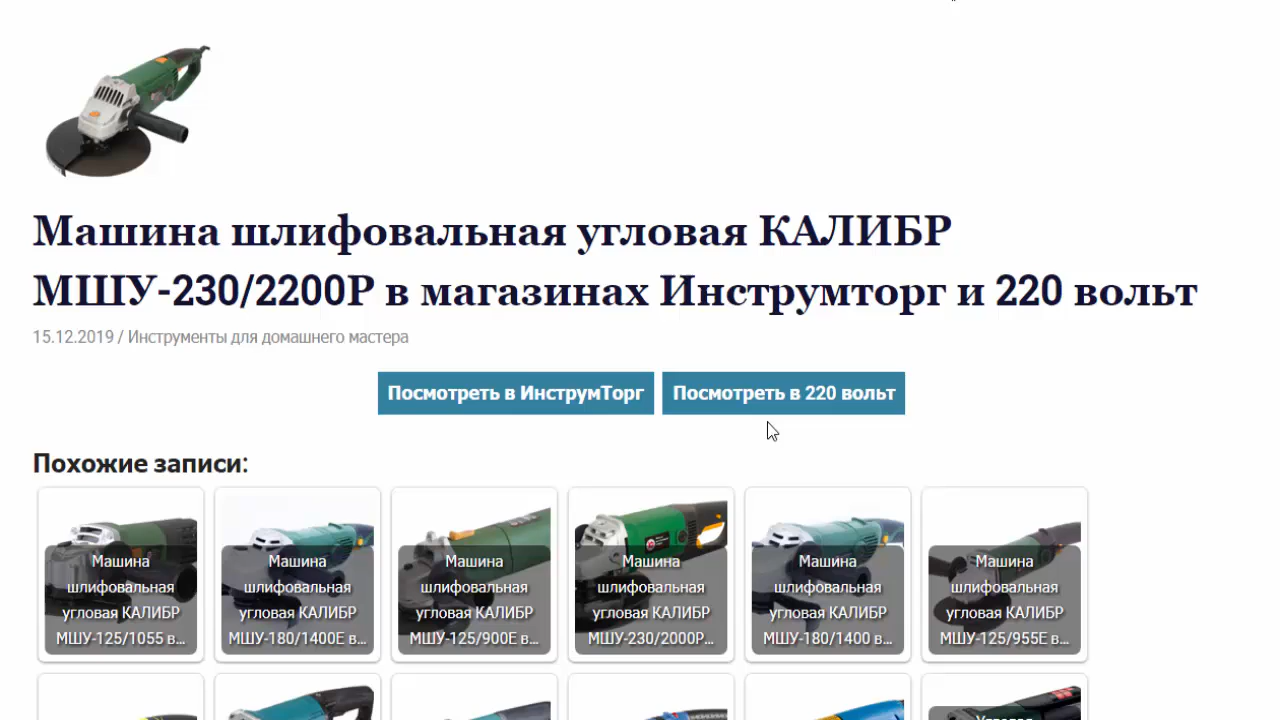 Машина шлифовальная угловая КАЛИБР
МШУ-230/2200Р в магазинах Инструмторг и 220 вольт
15.12.2019 / Инструменты для домашнего мастера
Посмотреть в ИнструмТорг
Посмотреть в 220 вольт
Похожие записи:
Машина
шлифовальная
угловая КАЛИБР
МШУ-125/1055 в...
Машина
шлифовальная
угловая КАЛИБР
МШУ-180/1400Е в...
Машина
шлифовальная
угловая КАЛИБР
МШУ-125/900Е в...
Машина
шлифовальная
угловая КАЛИБР
МШУ-230/2000Р...
Машина
шлифовальная
угловая КАЛИБР
МШУ-180/1400 в...
Машина
шлифовальная
угловая КАЛИБР
МШУ-125/955Е в...